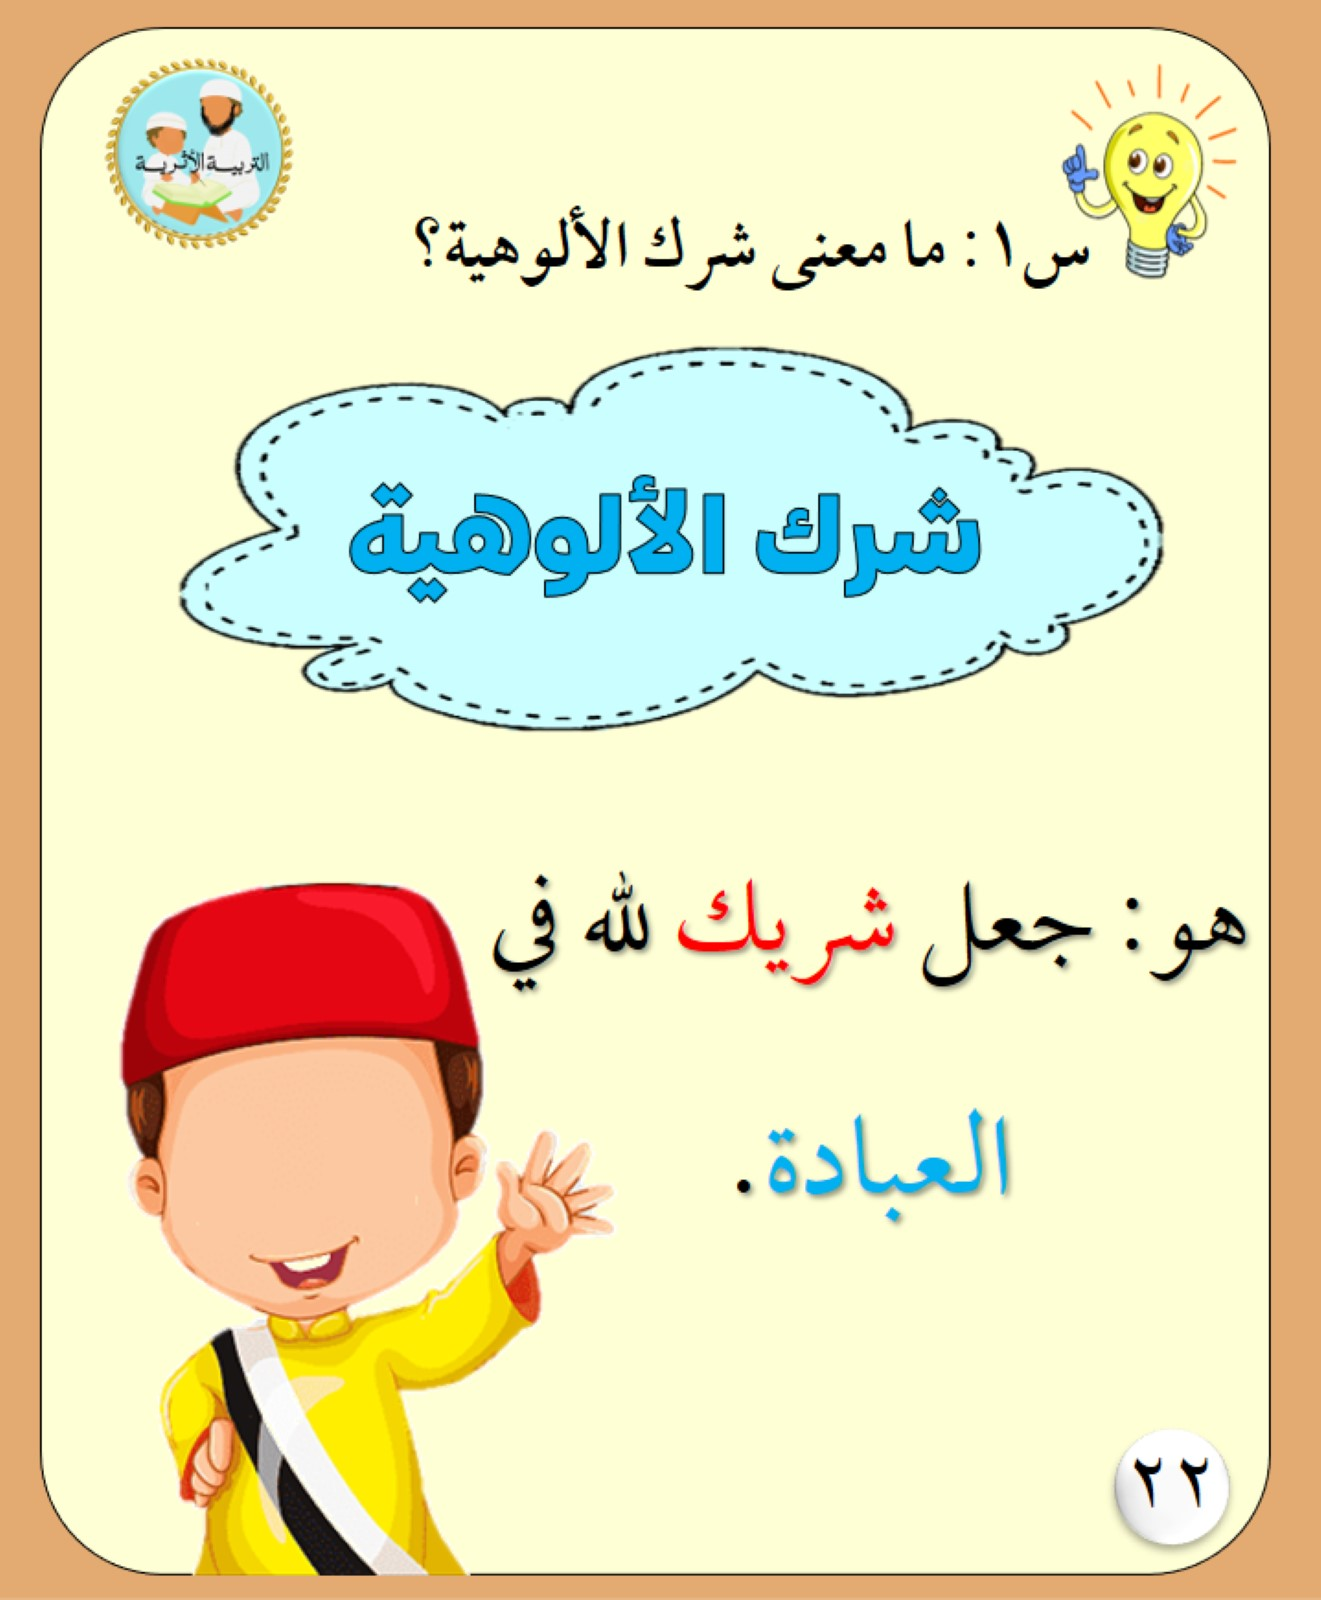 التربية الأثرية
س١: ما معنى شرك الألوهية؟
شرك الألوهية
هو: جعل شريك لله في
العبادة.
٢٢